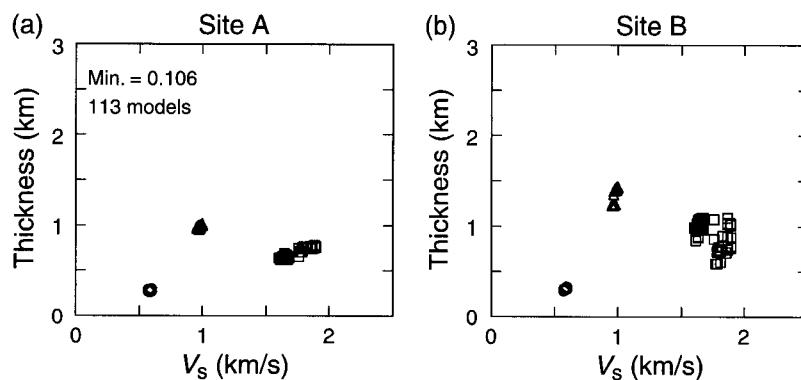 (a) Site A
3
2
1
0
Thickness (km)
Min. = 0.106
113 models
0 1 2
Vs (km/s)
(b) Site B
3
2
1
0
Thickness (km)
0 1 2
Vs (km/s)